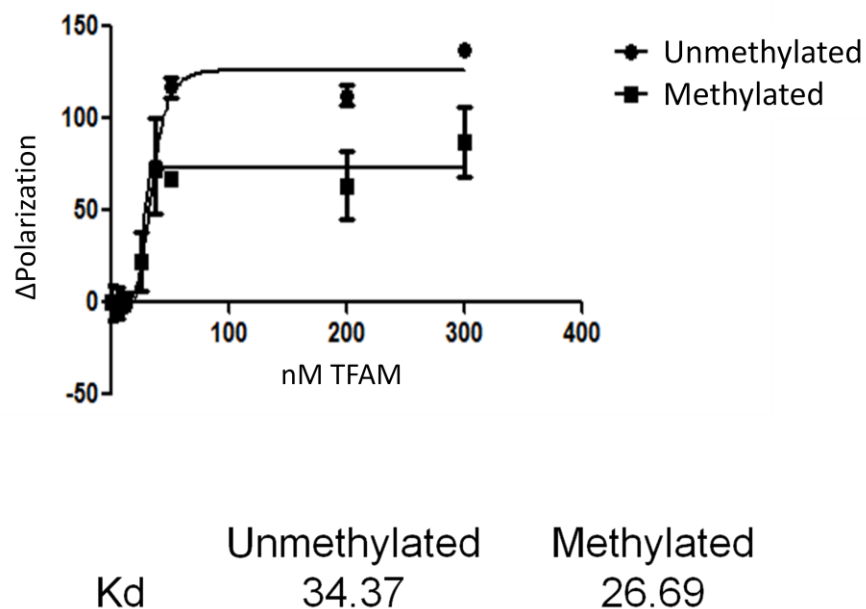 150
Unmethylated
Methylated
100
50
0
-50
ΔPolarization
100 200 300 400
nM TFAM
Unmethylated Methylated
Kd 34.37 26.69